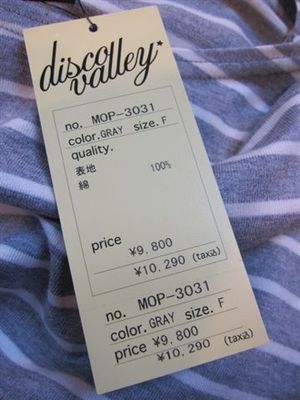 disco
valley★
no. MOP-3031
color.GRAY size.F
quality.
表地 100%
綿
price ¥9.800
¥10.290 (tax込)
no. MOP-3031
color.GRAY size.F
price ¥9.800
¥10.290 (tax込)